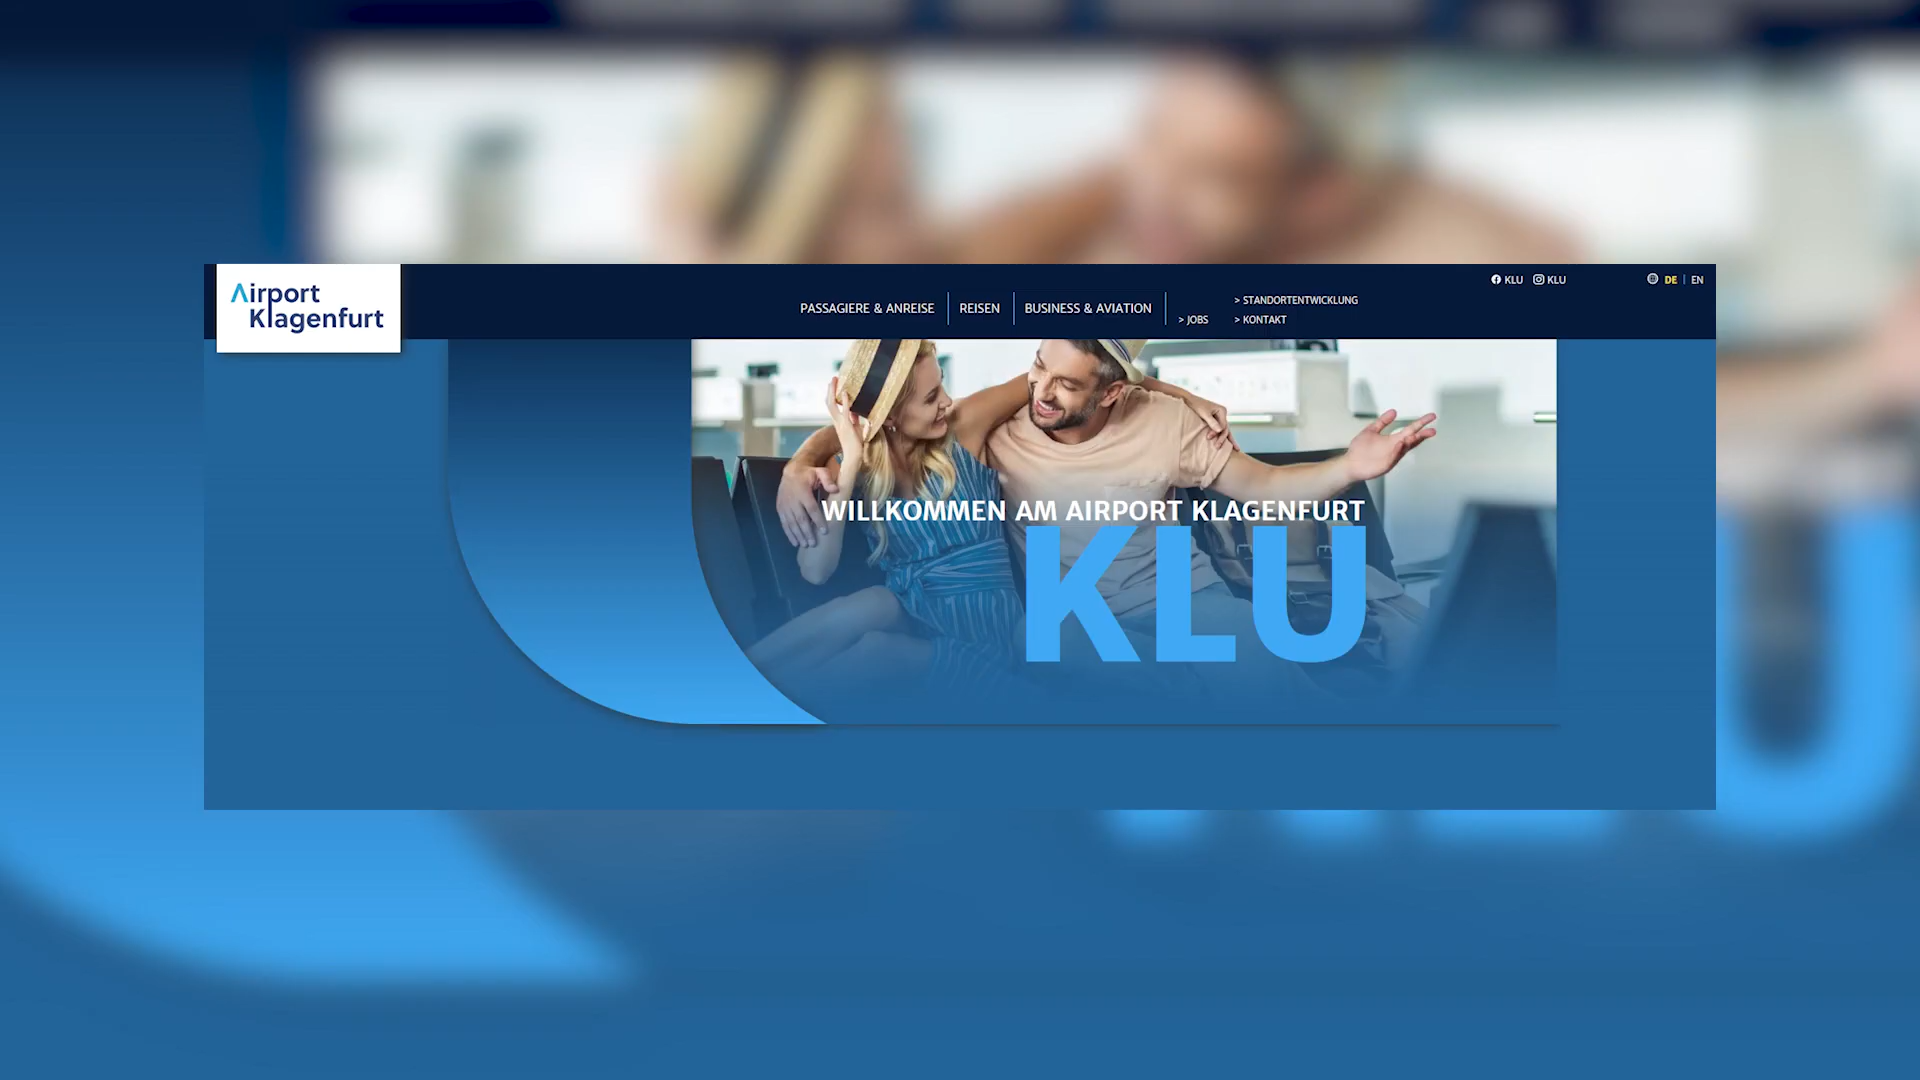 Airport
Klagenfurt
KLU KLU
DE | EN
PASSAGIERE & ANREISE
REISEN
BUSINESS & AVIATION
> JOBS
> STANDORTENTWICKLUNG
> KONTAKT
WILLKOMMEN AM AIRPORT KLAGENFURT
KLU